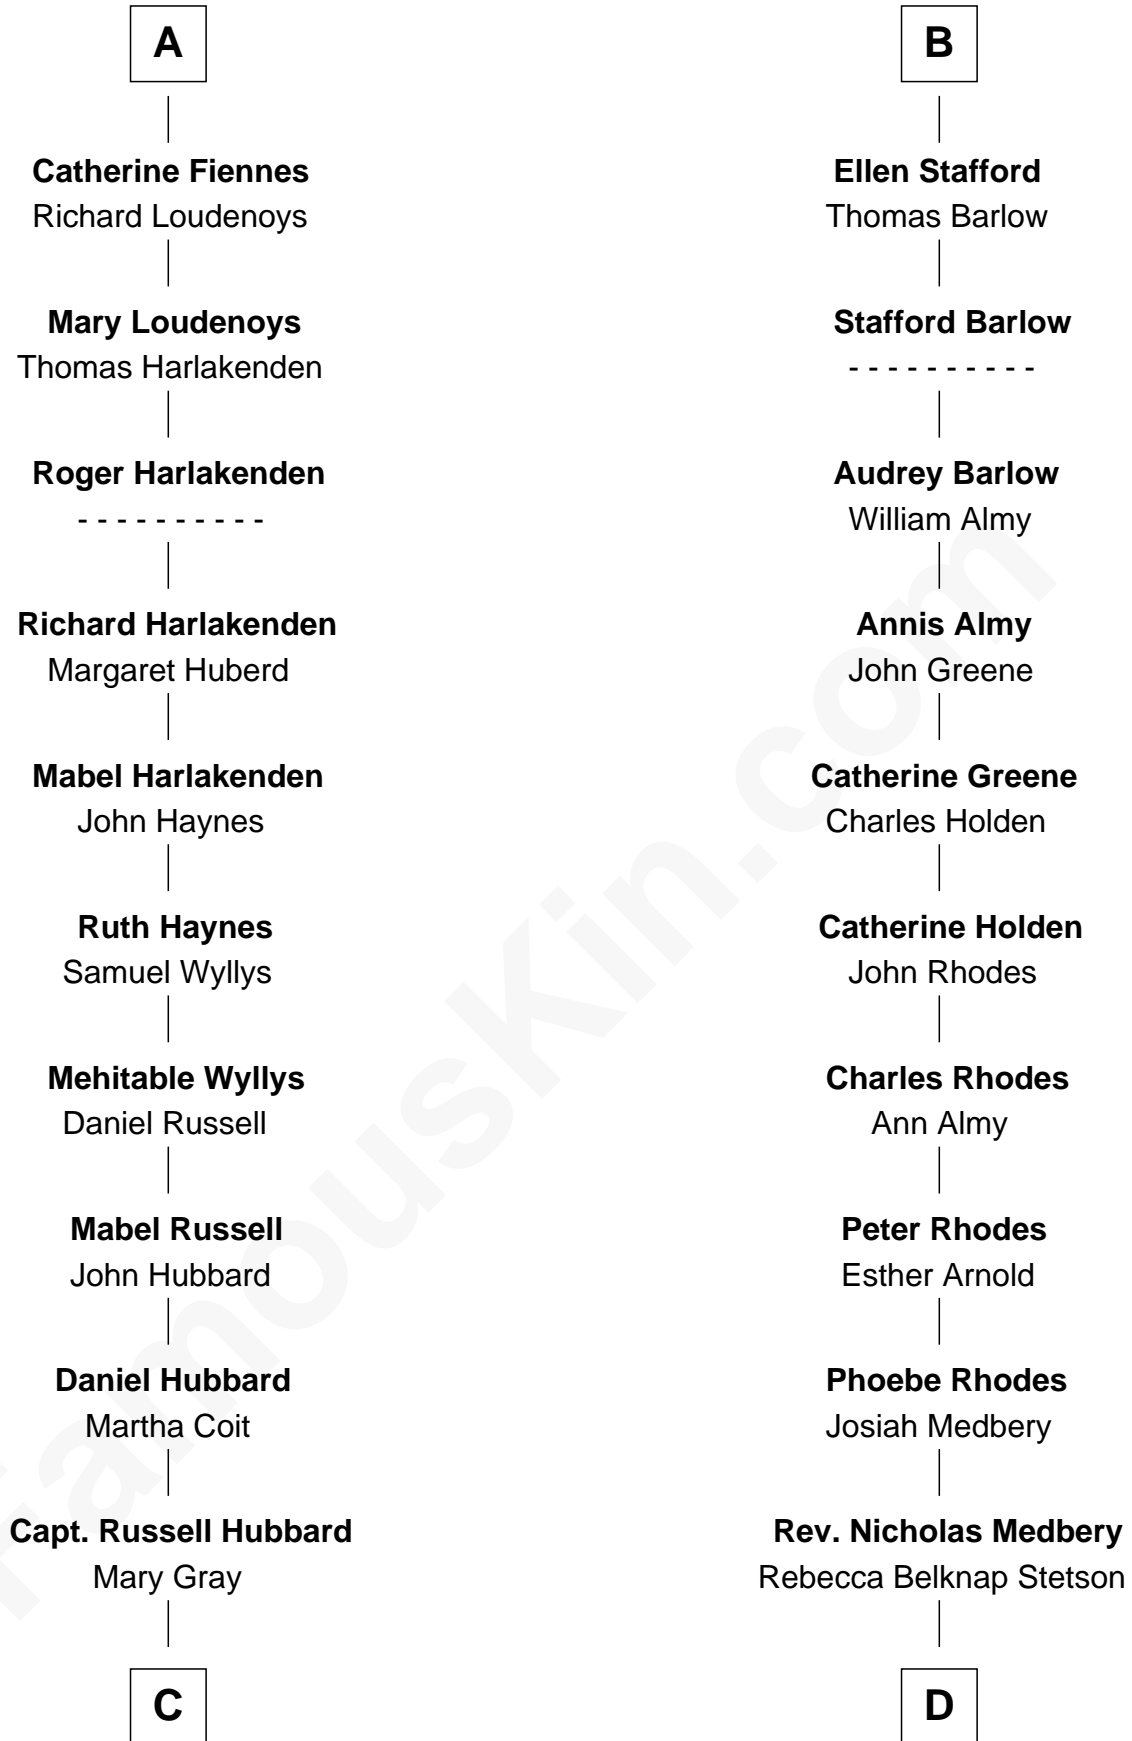 A
Catherine Fiennes
Richard Loudenoys
Mary Loudenoys
Thomas Harlakenden
Roger Harlakenden
- - - - - - - - - -
Richard Harlakenden
Margaret Huberd
Mabel Harlakenden
John Haynes
Ruth Haynes
Samuel Wyllys
Mehitable Wyllys
Daniel Russell
Mabel Russell
John Hubbard
Daniel Hubbard
Martha Coit
Capt. Russell Hubbard
Mary Gray
C
B
Ellen Stafford
Thomas Barlow
Stafford Barlow
- - - - - - - - - -
Audrey Barlow
William Almy
Annis Almy
John Greene
Catherine Greene
Charles Holden
Catherine Holden
John Rhodes
Charles Rhodes
Ann Almy
Peter Rhodes
Esther Arnold
Phoebe Rhodes
Josiah Medbery
Rev. Nicholas Medbery
Rebecca Belknap Stetson
D
FamousKin.com